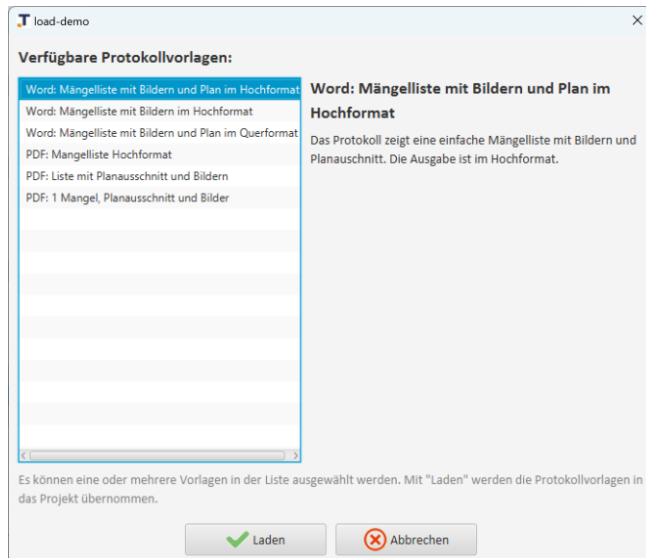 load-demo
Verfügbare Protokollvorlagen:
Word: Mängelliste mit Bildern und Plan im Hochformat
Word: Mängelliste mit Bildern im Hochformat
Word: Mängelliste mit Bildern und Plan im Querformat
PDF: Mangelliste Hochformat
PDF: Liste mit Planausschnitt und Bildern
PDF: 1 Mangel, Planausschnitt und Bilder
Word: Mängelliste mit Bildern und Plan im
Hochformat
Das Protokoll zeigt eine einfache Mängelliste mit Bildern und
Planauschnitt. Die Ausgabe ist im Hochformat.
Es können eine oder mehrere Vorlagen in der Liste ausgewählt werden. Mit "Laden" werden die Protokollvorlagen in
das Projekt übernommen.
Laden
Abbrechen